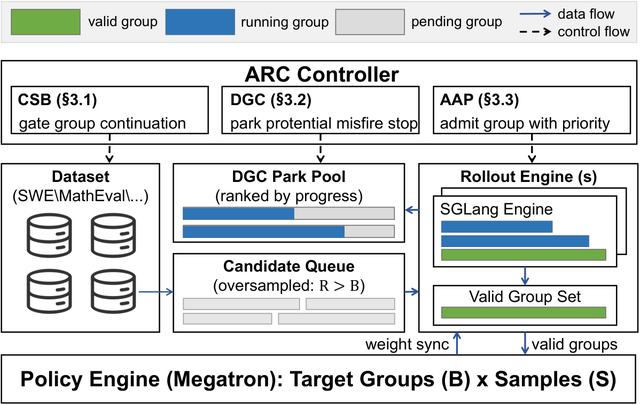 valid group
running group
pending group
data flow
control flow
ARC Controller
CSB (§3.1)
gate group continuation
DGC (§3.2)
park protential misfire stop
AAP (§3.3)
admit group with priority
Dataset
(SWE\MathEval\...)
DGC Park Pool
(ranked by progress)
Candidate Queue
(oversampled: R > B)
Rollout Engine (s)
SGLang Engine
Valid Group Set
weight sync
valid groups
Policy Engine (Megatron): Target Groups (B) x Samples (S)